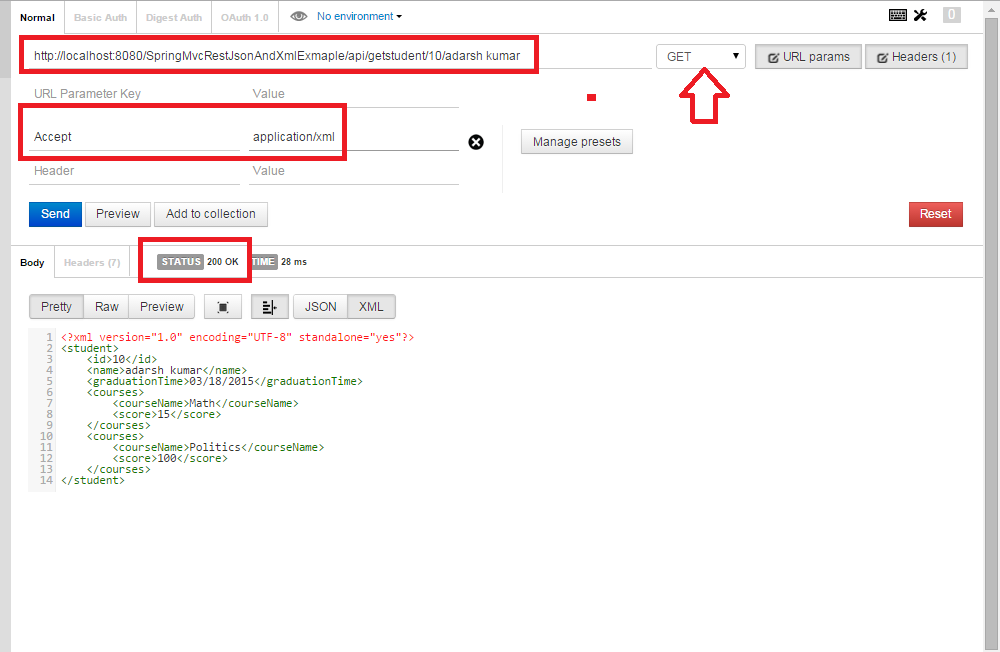 Normal Basic Auth Digest Auth OAuth 1.0 No environment 0
http://localhost:8080/SpringMvcRestJsonAndXmlExmaple/api/getstudent/10/adarsh kumar GET URL params Headers (1)
URL Parameter Key Value
Accept application/xml Manage presets
Header Value
Send Preview Add to collection Reset
Body Headers (7) STATUS 200 OK TIME 28 ms
Pretty Raw Preview JSON XML
1 <?xml version="1.0" encoding="UTF-8" standalone="yes"?>
2 <student>
3 <id>10</id>
4 <name>adarsh kumar</name>
5 <graduationTime>03/18/2015</graduationTime>
6 <courses>
7 <courseName>Math</courseName>
8 <score>15</score>
9 </courses>
10 <courses>
11 <courseName>Politics</courseName>
12 <score>100</score>
13 </courses>
14 </student>